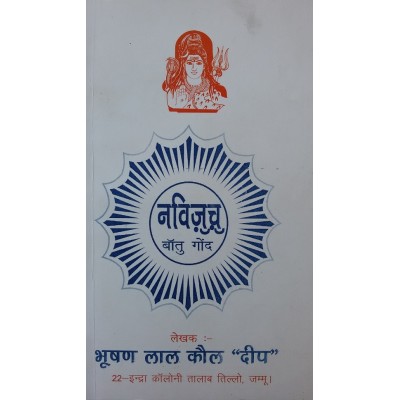 नविज़ुत्रु
बॉतु गोंद
लेखक :-
भूषण लाल कौल "दीप"
22-इन्द्रा कॉलोनी तालाब तिल्लो, जम्मू।